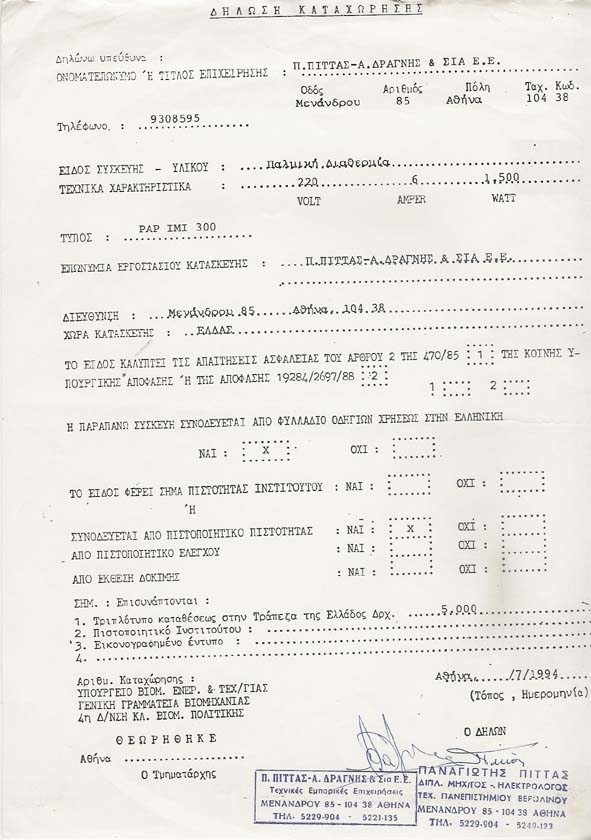 ΔΗΛΩΣΗ ΚΑΤΑΧΩΡΗΣΗΣ
Δηλώνω υπεύθυνα :
ΟΝΟΜΑΤΕΠΩΝΥΜΟ Ή ΤΙΤΛΟΣ ΕΠΙΧΕΙΡΗΣΗΣ : Π.ΠΙΤΤΑΣ-Α.ΔΡΑΓΝΗΣ & ΣΙΑ Ε.Ε.
Οδός Αριθμός Πόλη Ταχ. Κωδ.
Μενάνδρου 85 Αθήνα 104 38
Τηλέφωνο. : 9308595
ΕΙΔΟΣ ΣΥΣΚΕΥΗΣ - ΥΛΙΚΟΥ : Παλμική Διαθερμία
ΤΕΧΝΙΚΑ ΧΑΡΑΚΤΗΡΙΣΤΙΚΑ : 220 6 1.500
VOLT AMPER WATT
ΤΥΠΟΣ : PAP IMI 300
ΕΠΩΝΥΜΙΑ ΕΡΓΟΣΤΑΣΙΟΥ ΚΑΤΑΣΚΕΥΗΣ : Π.ΠΙΤΤΑΣ-Α.ΔΡΑΓΝΗΣ & ΣΙΑ Ε.Ε.
ΔΙΕΥΘΥΝΣΗ : Μενάνδρου 85 Αθήνα, 104 38
ΧΩΡΑ ΚΑΤΑΣΚΕΥΗΣ : ΕΛΛΑΣ
ΤΟ ΕΙΔΟΣ ΚΑΛΥΠΤΕΙ ΤΙΣ ΑΠΑΙΤΗΣΕΙΣ ΑΣΦΑΛΕΙΑΣ ΤΟΥ ΑΡΘΡΟΥ 2 ΤΗΣ 470/85 1 ΤΗΣ ΚΟΙΝΗΣ Υ-
ΠΟΥΡΓΙΚΗΣ ΑΠΟΦΑΣΗΣ Ή ΤΗΣ ΑΠΟΦΑΣΗΣ 19284/2697/88 2
1 2
Η ΠΑΡΑΠΑΝΩ ΣΥΣΚΕΥΗ ΣΥΝΟΔΕΥΕΤΑΙ ΑΠΟ ΦΥΛΛΑΔΙΟ ΟΔΗΓΙΩΝ ΧΡΗΣΕΩΣ ΣΤΗΝ ΕΛΛΗΝΙΚΗ
ΝΑΙ : X ΟΧΙ :
ΤΟ ΕΙΔΟΣ ΦΕΡΕΙ ΣΗΜΑ ΠΙΣΤΟΤΗΤΑΣ ΙΝΣΤΙΤΟΥΤΟΥ : ΝΑΙ : ΟΧΙ :
Ή
ΣΥΝΟΔΕΥΕΤΑΙ ΑΠΟ ΠΙΣΤΟΠΟΙΗΤΙΚΟ ΠΙΣΤΟΤΗΤΑΣ : ΝΑΙ : X ΟΧΙ :
ΑΠΟ ΠΙΣΤΟΠΟΙΗΤΙΚΟ ΕΛΕΓΧΟΥ : ΝΑΙ : ΟΧΙ :
ΑΠΟ ΕΚΘΕΣΗ ΔΟΚΙΜΗΣ : ΝΑΙ : ΟΧΙ :
ΣΗΜ. : Επισυνάπτονται :
1. Τριπλότυπο καταθέσεως στην Τράπεζα της Ελλάδος Δρχ. 5.000
2. Πιστοποιητικό Ινστιτούτου :
3. Εικονογραφημένο έντυπο :
4.
Αριθμ. Καταχώρησης :
ΥΠΟΥΡΓΕΙΟ ΒΙΟΜ. ΕΝΕΡ. & ΤΕΧ/ΓΙΑΣ
ΓΕΝΙΚΗ ΓΡΑΜΜΑΤΕΙΑ ΒΙΟΜΗΧΑΝΙΑΣ
4η Δ/ΝΣΗ ΚΛ. ΒΙΟΜ. ΠΟΛΙΤΙΚΗΣ
ΘΕΩΡΗΘΗΚΕ
Αθήνα
Ο Τμηματάρχης
Αθήνα, /7/1994
(Τόπος , Ημερομηνία)
Ο ΔΗΛΩΝ
Π. ΠΙΤΤΑΣ-Α. ΔΡΑΓΝΗΣ & Σια Ε.Ε.
Τεχνικές Εμπορικές Επιχειρήσεις
ΜΕΝΑΝΔΡΟΥ 85 - 104 38 ΑΘΗΝΑ
ΤΗΛ. 5229-904 - 5221-135
ΠΑΝΑΓΙΩΤΗΣ ΠΙΤΤΑΣ
ΔΙΠΛ. ΜΗΧ/ΓΟΣ - ΗΛΕΚΤΡΟΛΟΓΟΣ
ΤΕΧ. ΠΑΝΕΠΙΣΤΗΜΙΟΥ ΒΕΡΟΛΙΝΟΥ
ΜΕΝΑΝΔΡΟΥ 85 - 104 38 ΑΘΗΝΑ
ΤΗΛ. 5229-904 -